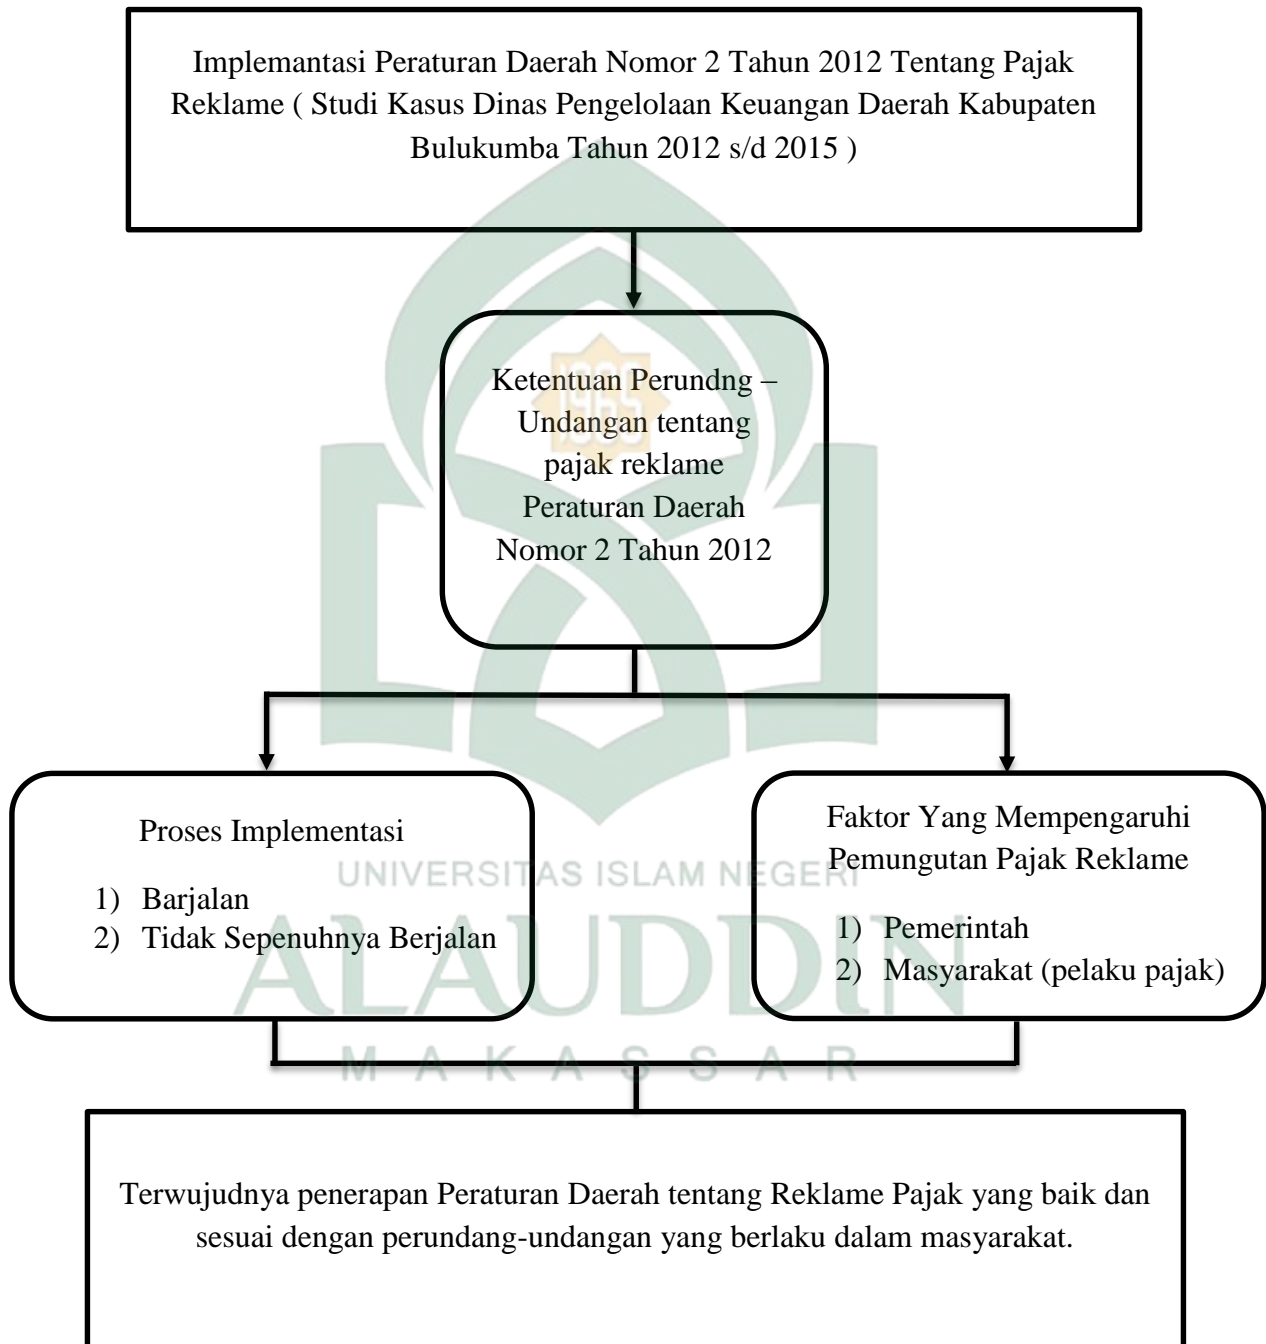 Implemantasi Peraturan Daerah Nomor 2 Tahun 2012 Tentang Pajak
Reklame ( Studi Kasus Dinas Pengelolaan Keuangan Daerah Kabupaten
Bulukumba Tahun 2012 s/d 2015 )
1965
Ketentuan Perundng –
Undangan tentang
pajak reklame
Peraturan Daerah
Nomor 2 Tahun 2012
Proses Implementasi
1) Barjalan
2) Tidak Sepenuhnya Berjalan
Faktor Yang Mempengaruhi
Pemungutan Pajak Reklame
1) Pemerintah
2) Masyarakat (pelaku pajak)
UNIVERSITAS ISLAM NEGERI
ALAUDDIN
MAKASSAR
Terwujudnya penerapan Peraturan Daerah tentang Reklame Pajak yang baik dan
sesuai dengan perundang-undangan yang berlaku dalam masyarakat.